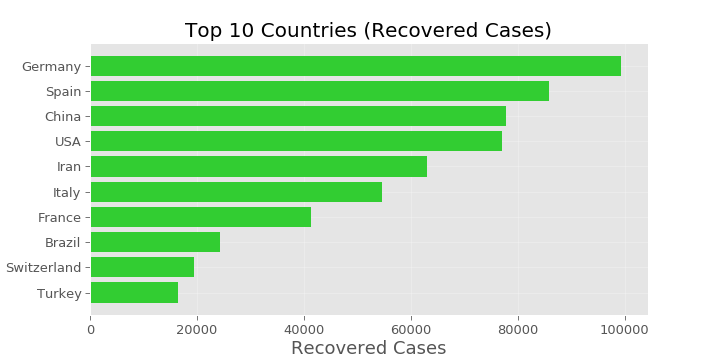 Top 10 Countries (Recovered Cases)
Germany
Spain
China
USA
Iran
Italy
France
Brazil
Switzerland
Turkey
0 20000 40000 60000 80000 100000
Recovered Cases